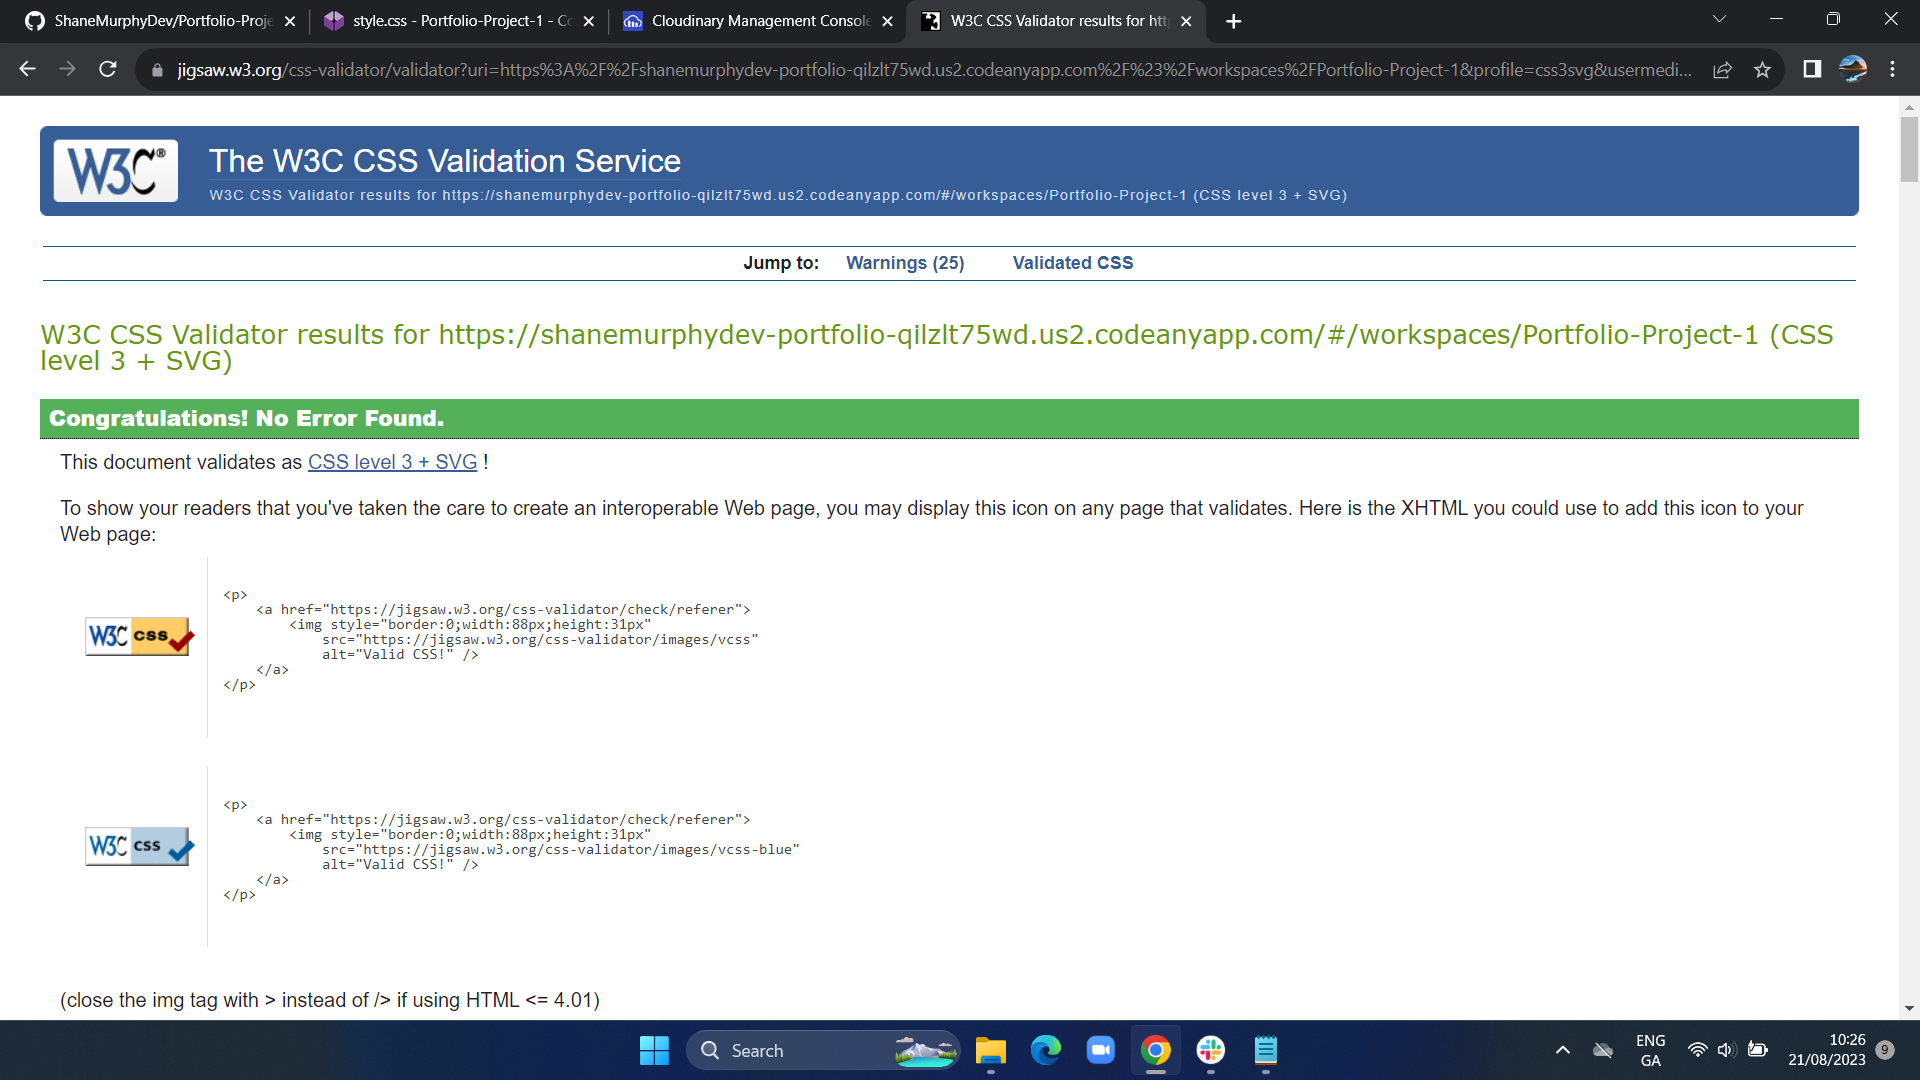 ShaneMurphyDev/Portfolio-Proje
style.css - Portfolio-Project-1 - Co
Cloudinary Management Console
W3C CSS Validator results for htt
jigsaw.w3.org/css-validator/validator?uri=https%3A%2F%2Fshanemurphydev-portfolio-qilzlt75wd.us2.codeanyapp.com%2F%23%2Fworkspaces%2FPortfolio-Project-1&profile=css3svg&usermedi...
W3C®
The W3C CSS Validation Service
W3C CSS Validator results for https://shanemurphydev-portfolio-qilzlt75wd.us2.codeanyapp.com/#/workspaces/Portfolio-Project-1 (CSS level 3 + SVG)
Jump to: Warnings (25) Validated CSS
W3C CSS Validator results for https://shanemurphydev-portfolio-qilzlt75wd.us2.codeanyapp.com/#/workspaces/Portfolio-Project-1 (CSS
level 3 + SVG)
Congratulations! No Error Found.
This document validates as CSS level 3 + SVG !
To show your readers that you've taken the care to create an interoperable Web page, you may display this icon on any page that validates. Here is the XHTML you could use to add this icon to your
Web page:
W3C css
<p>
<a href="https://jigsaw.w3.org/css-validator/check/referer">
<img style="border:0;width:88px;height:31px"
src="https://jigsaw.w3.org/css-validator/images/vcss"
alt="Valid CSS!" />
</a>
</p>
W3C css
<p>
<a href="https://jigsaw.w3.org/css-validator/check/referer">
<img style="border:0;width:88px;height:31px"
src="https://jigsaw.w3.org/css-validator/images/vcss-blue"
alt="Valid CSS!" />
</a>
</p>
(close the img tag with > instead of /> if using HTML <= 4.01)
Search
ENG
GA
10:26
21/08/2023
9